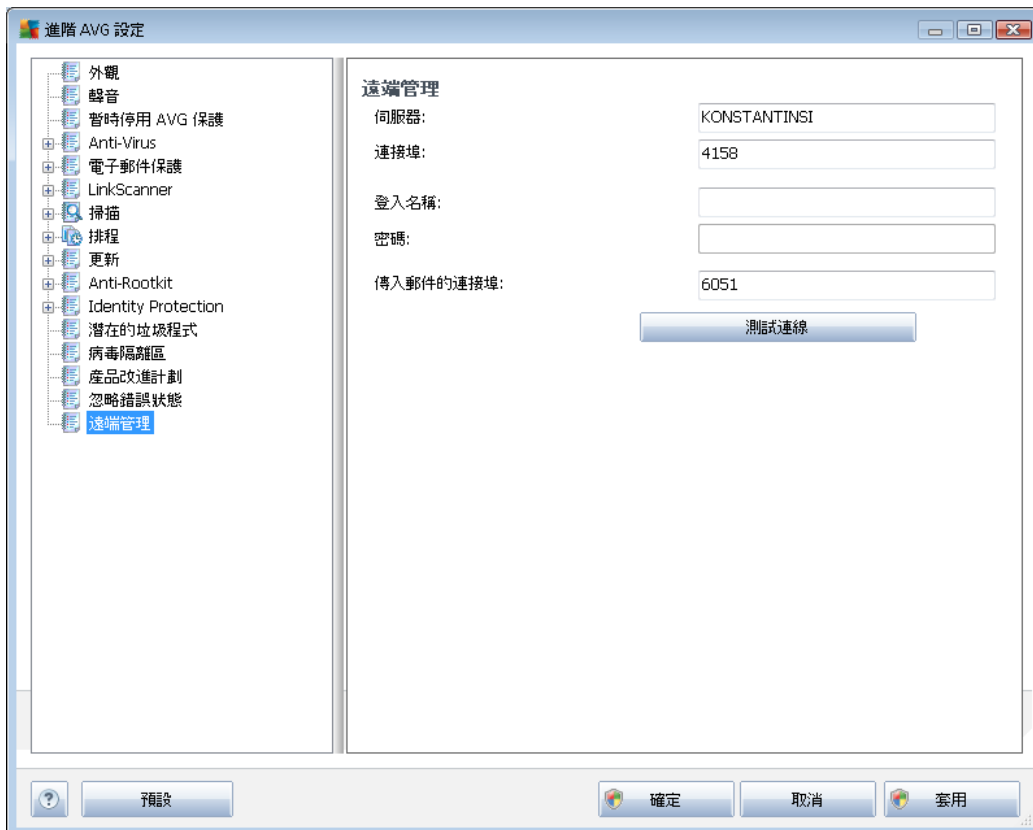 進階 AVG 設定
外觀
聲音
暫時停用 AVG 保護
Anti-Virus
電子郵件保護
LinkScanner
掃描
排程
更新
Anti-Rootkit
Identity Protection
潛在的垃圾程式
病毒隔離區
產品改進計劃
忽略錯誤狀態
遠端管理
遠端管理
伺服器: KONSTANTINSI
連接埠: 4158
登入名稱:
密碼:
傳入郵件的連接埠: 6051
測試連線
? 預設 確定 取消 套用